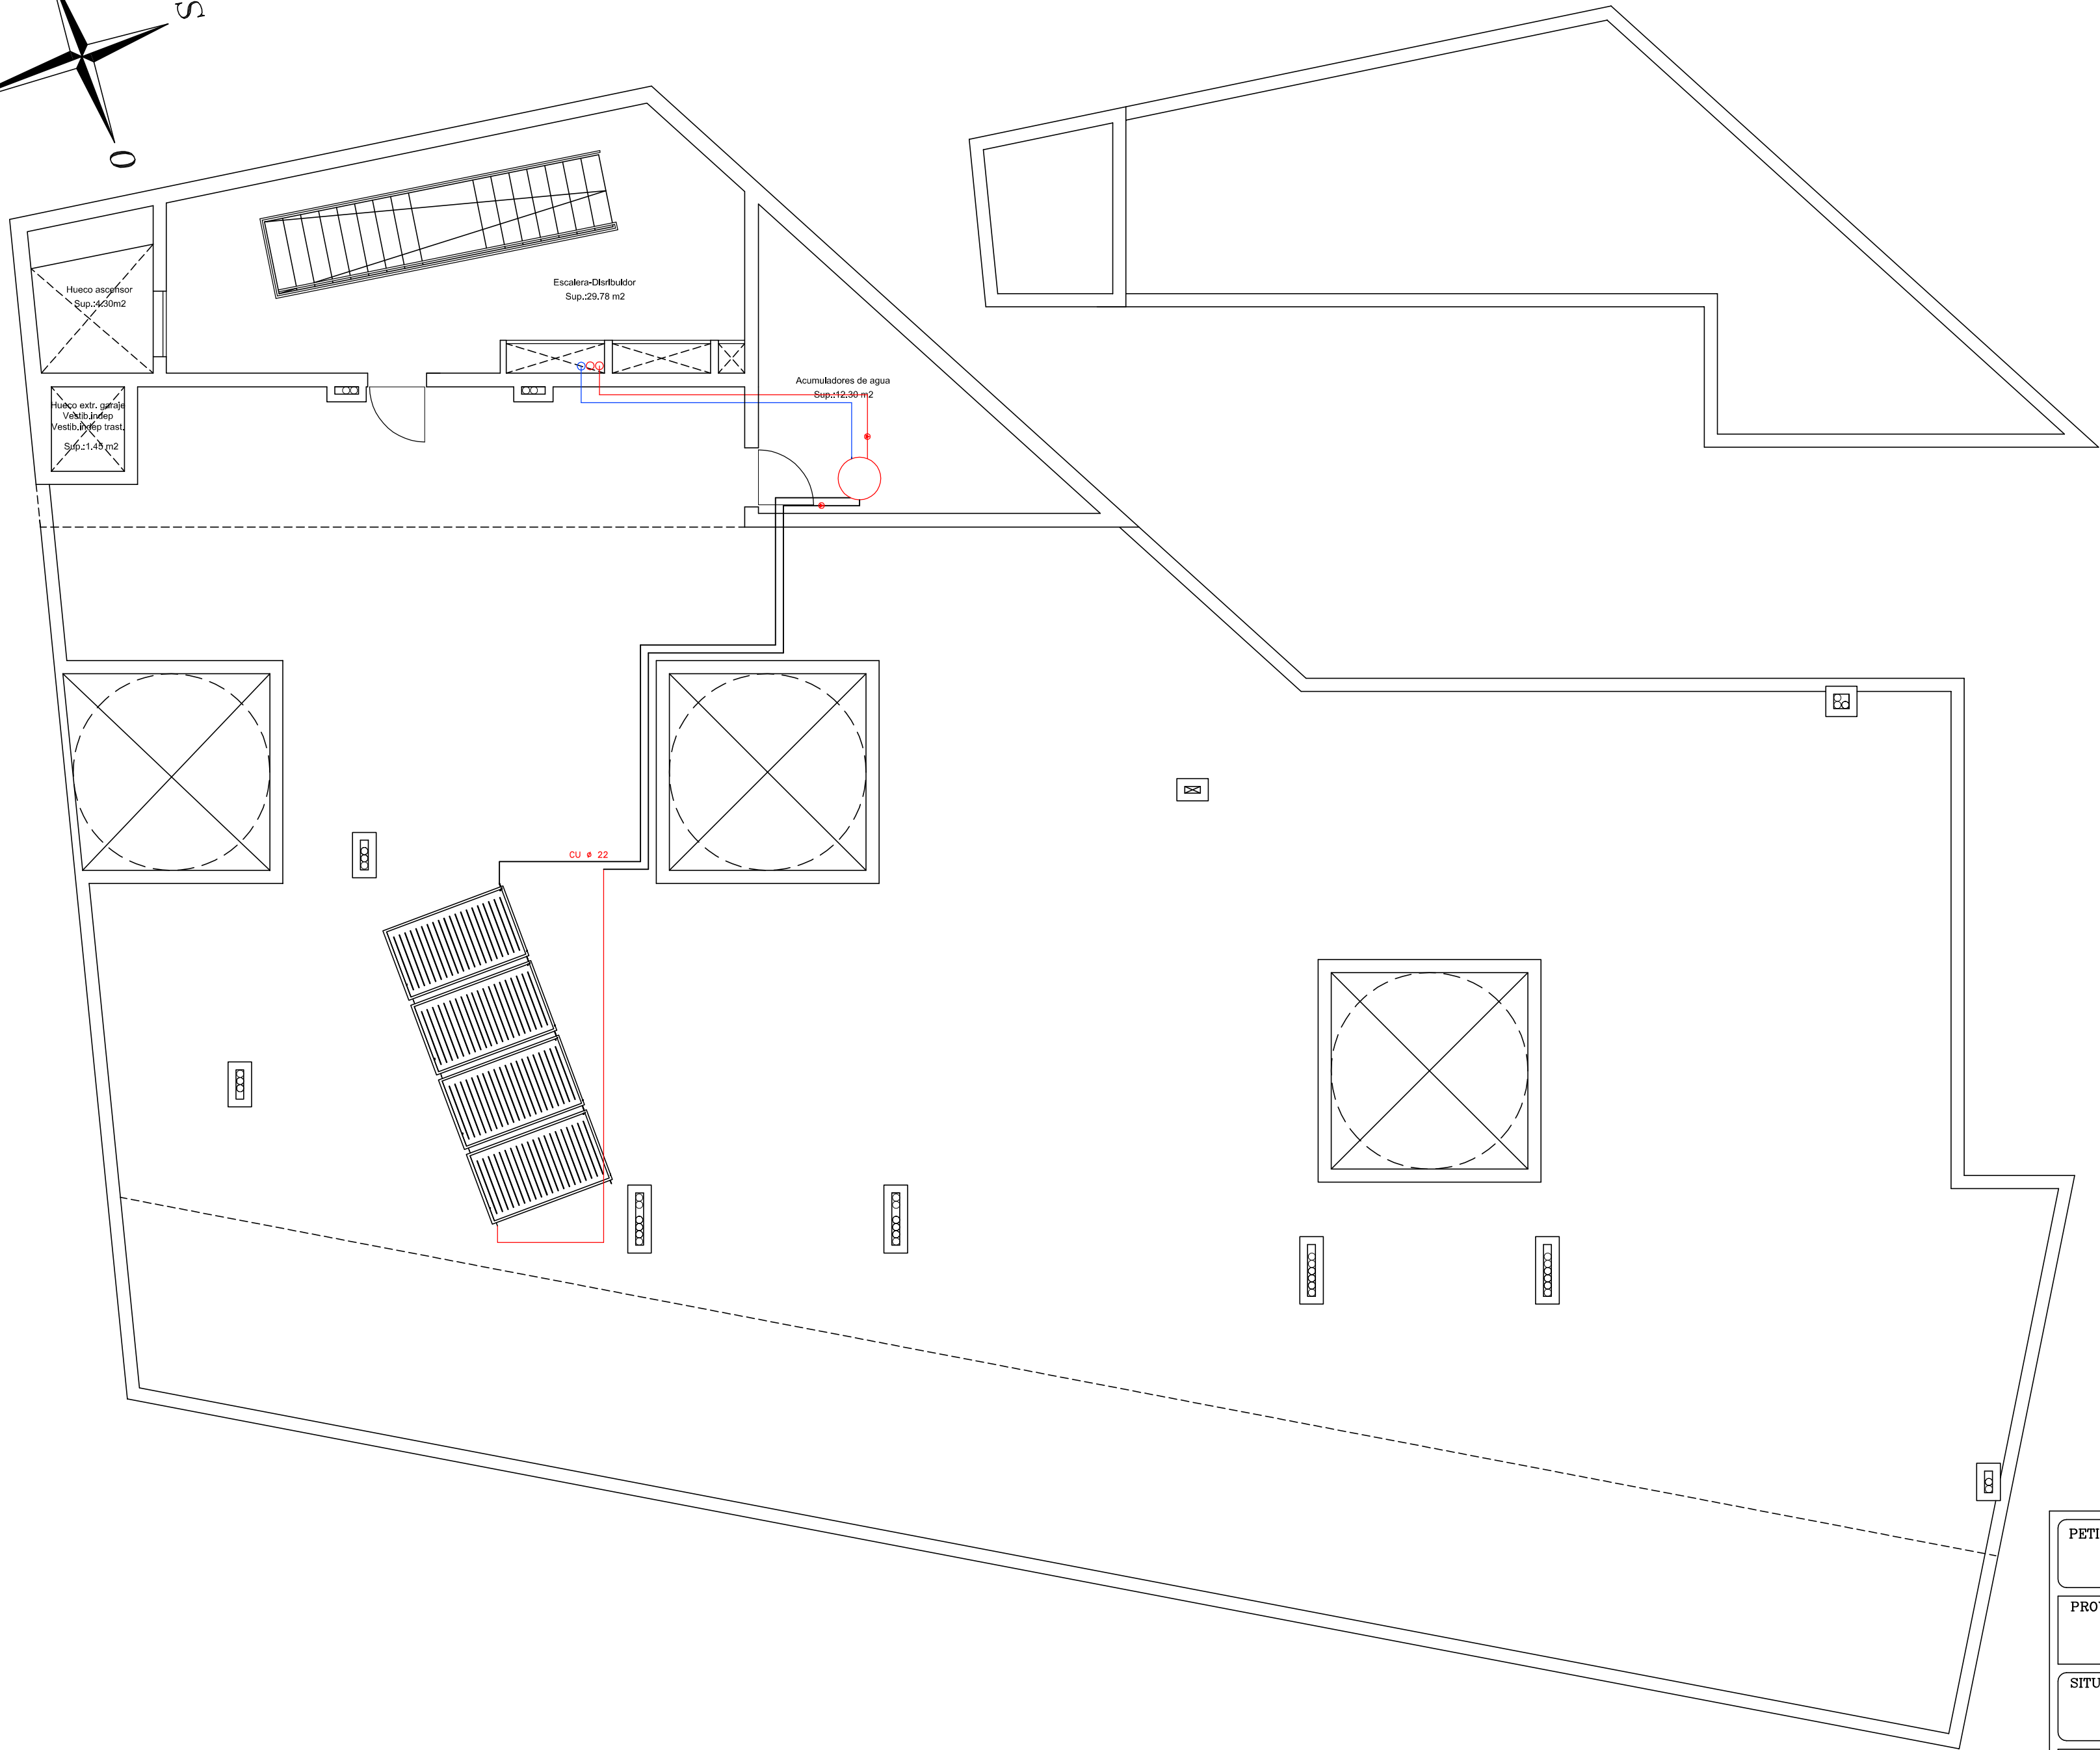 S
O
Hueco ascensor
Sup.:4.30m2
Escalera-Distribuidor
Sup.:29.78 m2
Acumuladores de agua
Sup.:12.30 m2
Hueco extr. garaje
Vestib.indep
Vestib.indep trast.
Sup.:1.45 m2
CU ø 22
PETI
PROY
SITU